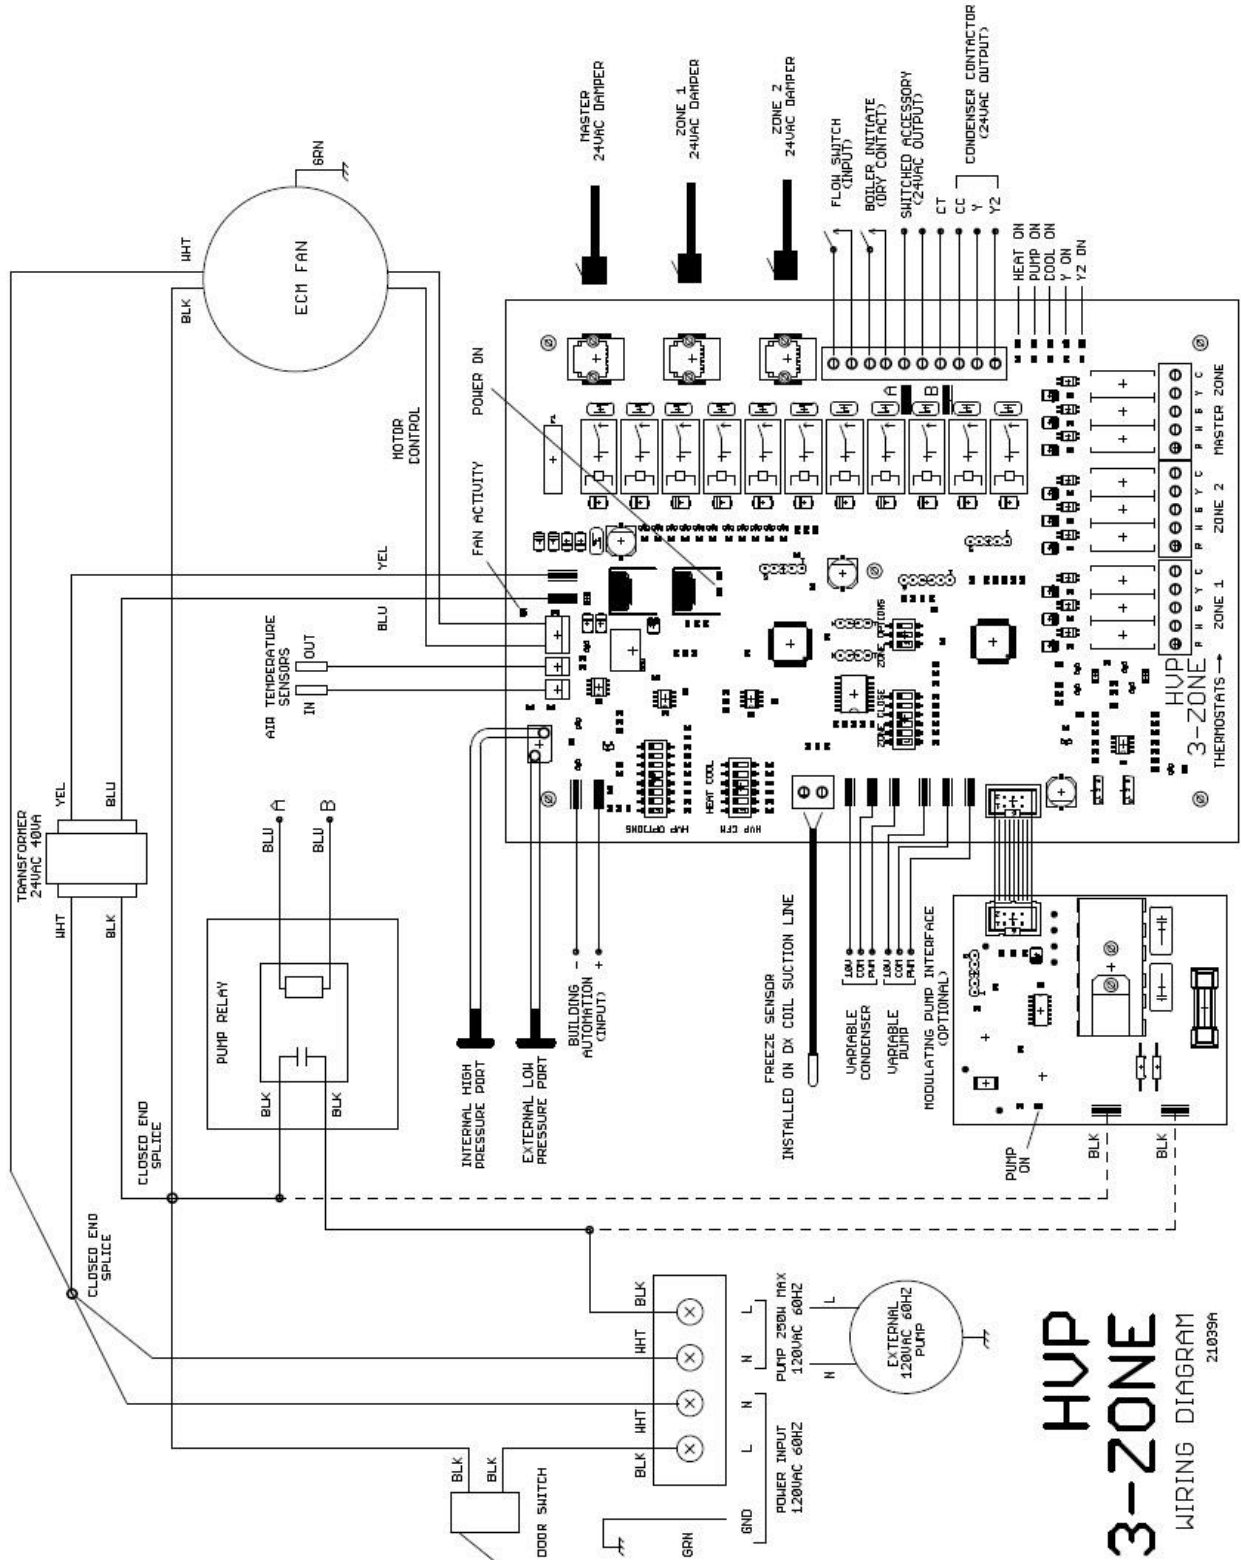 TRANSFORMER
24VAC 40VA
WHT
BLK
YEL
BLU
CLOSED END
SPLICE
CLOSED END
SPLICE
BLK
WHT
ECM FAN
GRN
PUMP RELAY
BLK
BLK
BLU
A
BLU
B
AIR TEMPERATURE
SENSORS
IN
OUT
BLU
YEL
MOTOR
CONTROL
FAN ACTIVITY
POWER ON
MASTER
24VAC DAMPER
ZONE 1
24VAC DAMPER
ZONE 2
24VAC DAMPER
FLOW SWITCH
(INPUT)
BOILER INITIATE
(DRY CONTACT)
SWITCHED ACCESSORY
(24VAC OUTPUT)
CT
CC
Y
Y2
CONDENSER CONTACTOR
(24VAC OUTPUT)
HEAT ON
PUMP ON
COOL ON
Y ON
Y2 ON
A
B
INTERNAL HIGH
PRESSURE PORT
EXTERNAL LOW
PRESSURE PORT
BUILDING
AUTOMATION
(INPUT)
-
+
HVP OPTIONS
HEAT COOL
HVP CFM
ZONE CLOSE
ZONE OPTIONS
FREEZE SENSOR
INSTALLED ON DX COIL SUCTION LINE
VARIABLE
CONDENSER
10V
COM
PWM
VARIABLE
PUMP
10V
COM
PWM
MODULATING PUMP INTERFACE
(OPTIONAL)
PUMP
ON
BLK
BLK
HVP
3-ZONE
THERMOSTATS
R H G Y C
ZONE 1
R H G Y C
ZONE 2
R H G Y C
MASTER ZONE
DOOR SWITCH
BLK
BLK
BLK
WHT
WHT
BLK
L
N
N
L
GRN
GND
POWER INPUT
120VAC 60HZ
PUMP 250W MAX
120VAC 60HZ
N
L
EXTERNAL
120VAC 60HZ
PUMP
HVP
3-ZONE
WIRING DIAGRAM
21039A